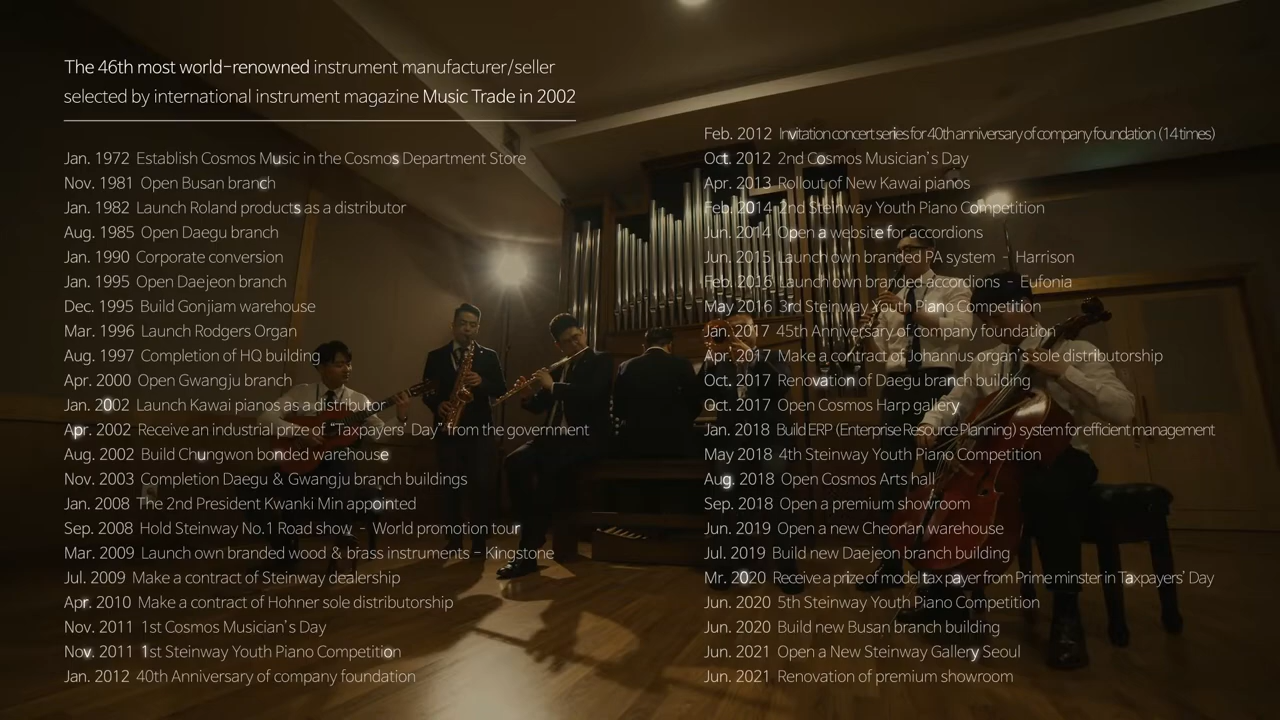 The 46th most world-renowned instrument manufacturer/seller
selected by international instrument magazine Music Trade in 2002
Jan. 1972 Establish Cosmos Music in the Cosmos Department Store
Nov. 1981 Open Busan branch
Jan. 1982 Launch Roland products as a distributor
Aug. 1985 Open Daegu branch
Jan. 1990 Corporate conversion
Jan. 1995 Open Daejeon branch
Dec. 1995 Build Gonjiam warehouse
Mar. 1996 Launch Rodgers Organ
Aug. 1997 Completion of HQ building
Apr. 2000 Open Gwangju branch
Jan. 2002 Launch Kawai pianos as a distributor
Apr. 2002 Receive an industrial prize of “Taxpayers’ Day” from the government
Aug. 2002 Build Chungwon bonded warehouse
Nov. 2003 Completion Daegu & Gwangju branch buildings
Jan. 2008 The 2nd President Kwanki Min appointed
Sep. 2008 Hold Steinway No.1 Road show - World promotion tour
Mar. 2009 Launch own branded wood & brass instruments - Kingstone
Jul. 2009 Make a contract of Steinway dealership
Apr. 2010 Make a contract of Hohner sole distributorship
Nov. 2011 1st Cosmos Musician’s Day
Nov. 2011 1st Steinway Youth Piano Competition
Jan. 2012 40th Anniversary of company foundation
Feb. 2012 Invitation concert series for 40th anniversary of company foundation (14 times)
Oct. 2012 2nd Cosmos Musician’s Day
Apr. 2013 Rollout of New Kawai pianos
Feb. 2014 2nd Steinway Youth Piano Competition
Jun. 2014 Open a website for accordions
Jun. 2015 Launch own branded PA system - Harrison
Feb. 2016 Launch own branded accordions - Eufonia
May 2016 3rd Steinway Youth Piano Competition
Jan. 2017 45th Anniversary of company foundation
Apr. 2017 Make a contract of Johannus organ’s sole distributorship
Oct. 2017 Renovation of Daegu branch building
Oct. 2017 Open Cosmos Harp gallery
Jan. 2018 Build ERP (Enterprise Resource Planning) system for efficient management
May 2018 4th Steinway Youth Piano Competition
Aug. 2018 Open Cosmos Arts hall
Sep. 2018 Open a premium showroom
Jun. 2019 Open a new Cheonan warehouse
Jul. 2019 Build new Daejeon branch building
Mr. 2020 Receive a prize of model tax payer from Prime minster in Taxpayers’ Day
Jun. 2020 5th Steinway Youth Piano Competition
Jun. 2020 Build new Busan branch building
Jun. 2021 Open a New Steinway Gallery Seoul
Jun. 2021 Renovation of premium showroom